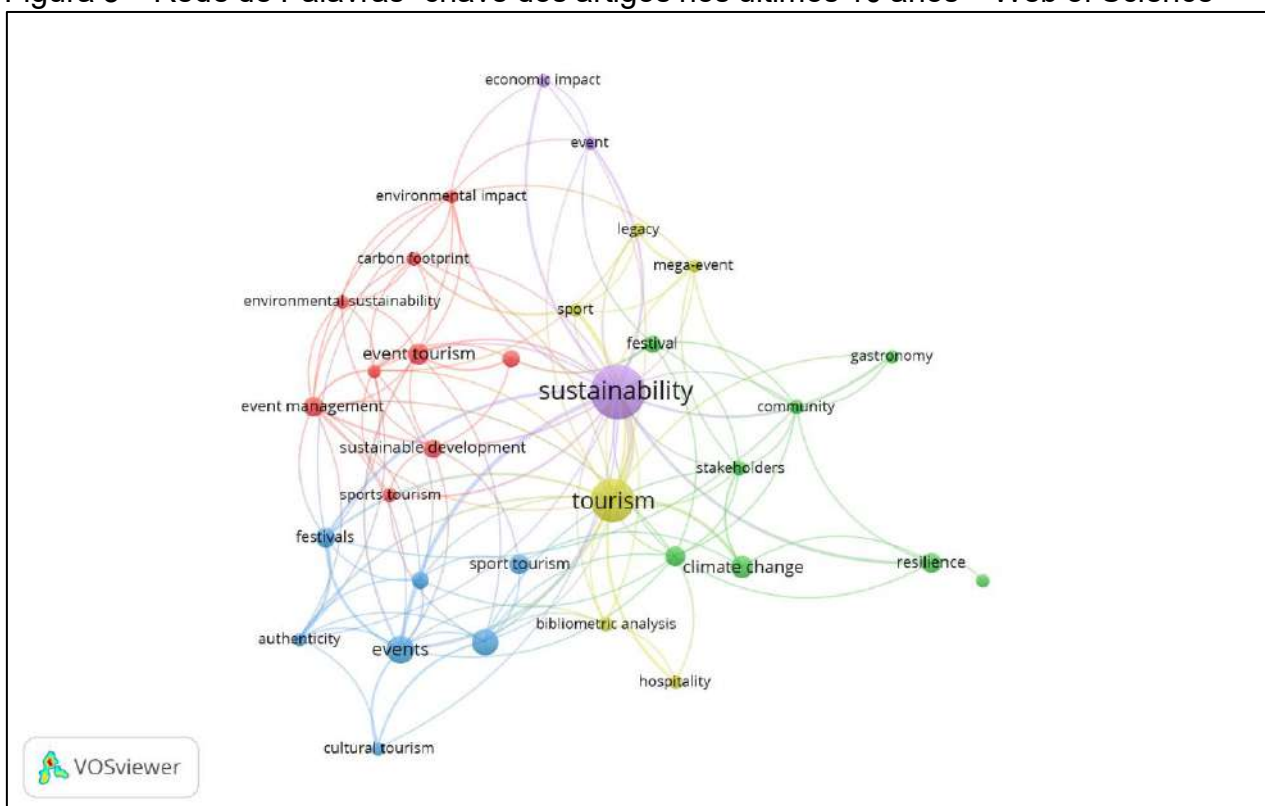 Figura – Rede de Palavras- chave dos artigos nos últimos 10 anos – Web of Science
economic impact
event
environmental impact
legacy
carbon footprint
mega-event
environmental sustainability
sport
event tourism
festival
gastronomy
sustainability
event management
community
sustainable development
stakeholders
sports tourism
tourism
festivals
sport tourism
climate change
resilience
bibliometric analysis
authenticity
events
hospitality
cultural tourism
VOSviewer